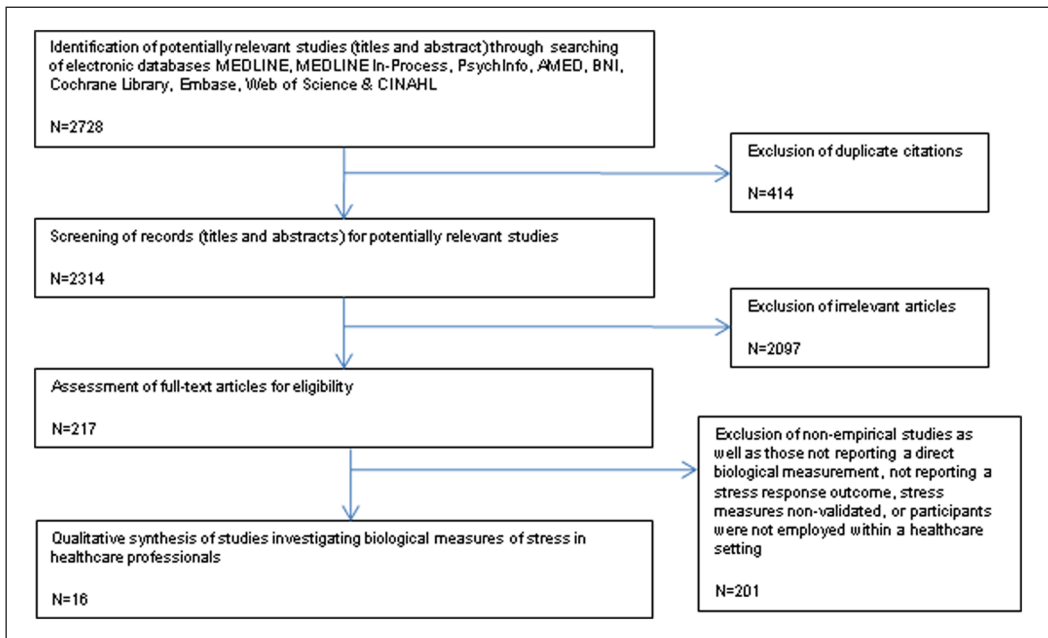 Identification of potentially relevant studies (titles and abstract) through searching
of electronic databases MEDLINE, MEDLINE In-Process, PsychInfo, AMED, BNI,
Cochrane Library, Embase, Web of Science & CINAHL
N=2728
Exclusion of duplicate citations
N=414
Screening of records (titles and abstracts) for potentially relevant studies
N=2314
Exclusion of irrelevant articles
N=2097
Assessment of full-text articles for eligibility
N=217
Exclusion of non-empirical studies as
well as those not reporting a direct
biological measurement, not reporting a
stress response outcome, stress
measures non-validated, or participants
were not employed within a healthcare
setting
N=201
Qualitative synthesis of studies investigating biological measures of stress in
healthcare professionals
N=16